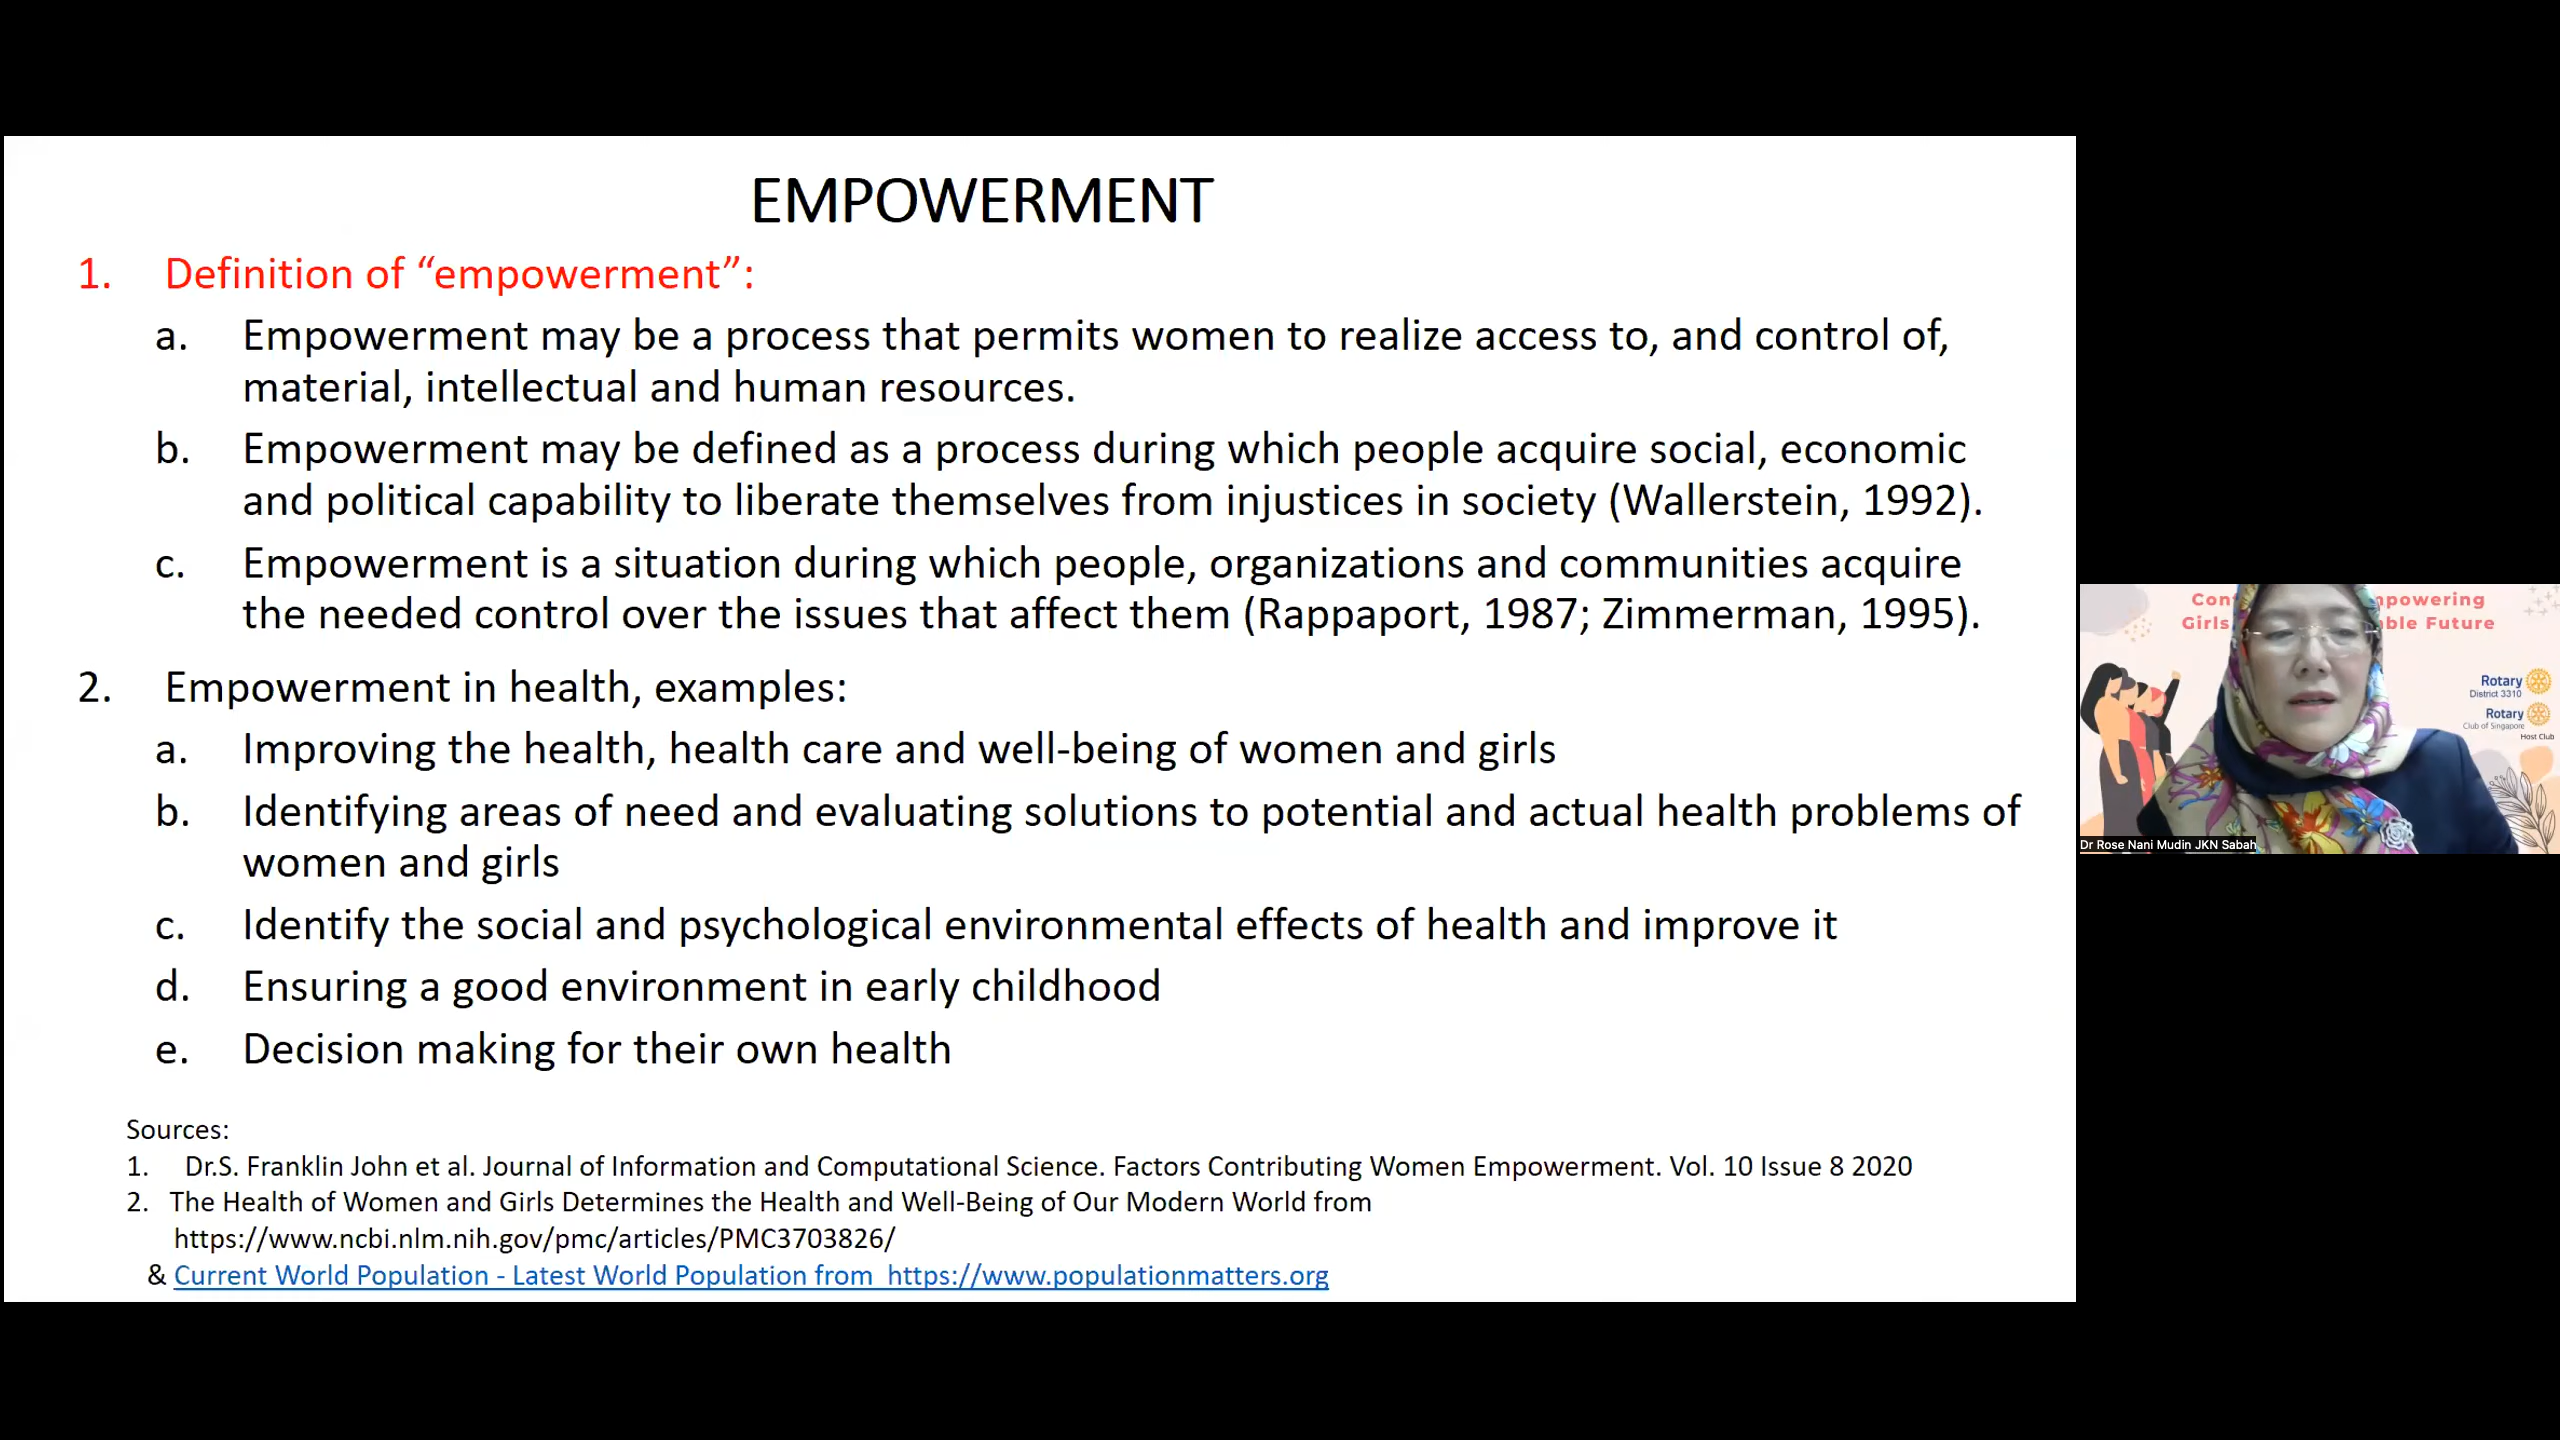 EMPOWERMENT
1. Definition of “empowerment”:
a. Empowerment may be a process that permits women to realize access to, and control of,
material, intellectual and human resources.
b. Empowerment may be defined as a process during which people acquire social, economic
and political capability to liberate themselves from injustices in society (Wallerstein, 1992).
c. Empowerment is a situation during which people, organizations and communities acquire
the needed control over the issues that affect them (Rappaport, 1987; Zimmerman, 1995).
2. Empowerment in health, examples:
a. Improving the health, health care and well-being of women and girls
b. Identifying areas of need and evaluating solutions to potential and actual health problems of
women and girls
c. Identify the social and psychological environmental effects of health and improve it
d. Ensuring a good environment in early childhood
e. Decision making for their own health
Sources:
1. Dr.S. Franklin John et al. Journal of Information and Computational Science. Factors Contributing Women Empowerment. Vol. 10 Issue 8 2020
2. The Health of Women and Girls Determines the Health and Well-Being of Our Modern World from
https://www.ncbi.nlm.nih.gov/pmc/articles/PMC3703826/
& Current World Population - Latest World Population from https://www.populationmatters.org
Girls Future
Rotary
District 3310
Rotary
Club of Singapore
Host Club
Dr Rose Nani Mudin JKN Sabah